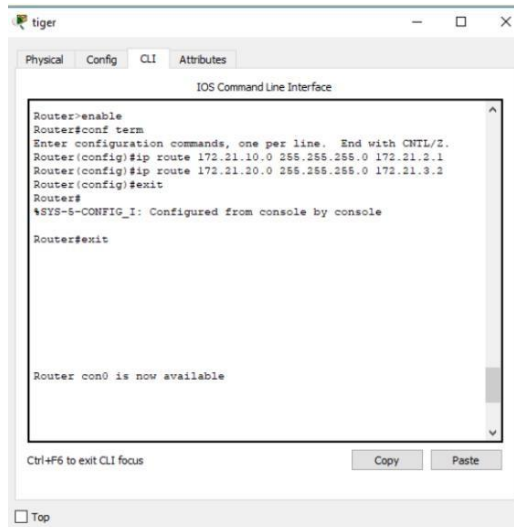 tiger
Physical Config CLI Attributes
IOS Command Line Interface
Router>enable
Router#conf term
Enter configuration commands, one per line. End with CNTL/Z.
Router(config)#ip route 172.21.10.0 255.255.255.0 172.21.2.1
Router(config)#ip route 172.21.20.0 255.255.255.0 172.21.3.2
Router(config)#exit
Router#
%SYS-5-CONFIG_I: Configured from console by console
Router#exit
Router con0 is now available
Ctrl+F6 to exit CLI focus
Copy Paste
Top